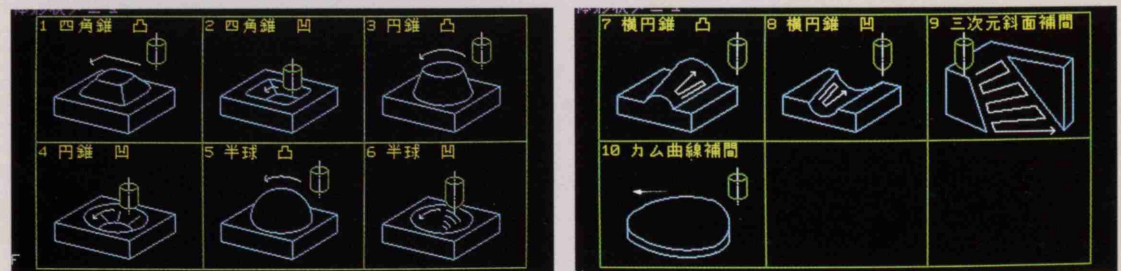 1 四角錐 凸
2 四角錐 凹
3 円錐 凸
4 円錐 凹
5 半球 凸
6 半球 凹
7 横円錐 凸
8 横円錐 凹
9 三次元斜面補間
10 カム曲線補間